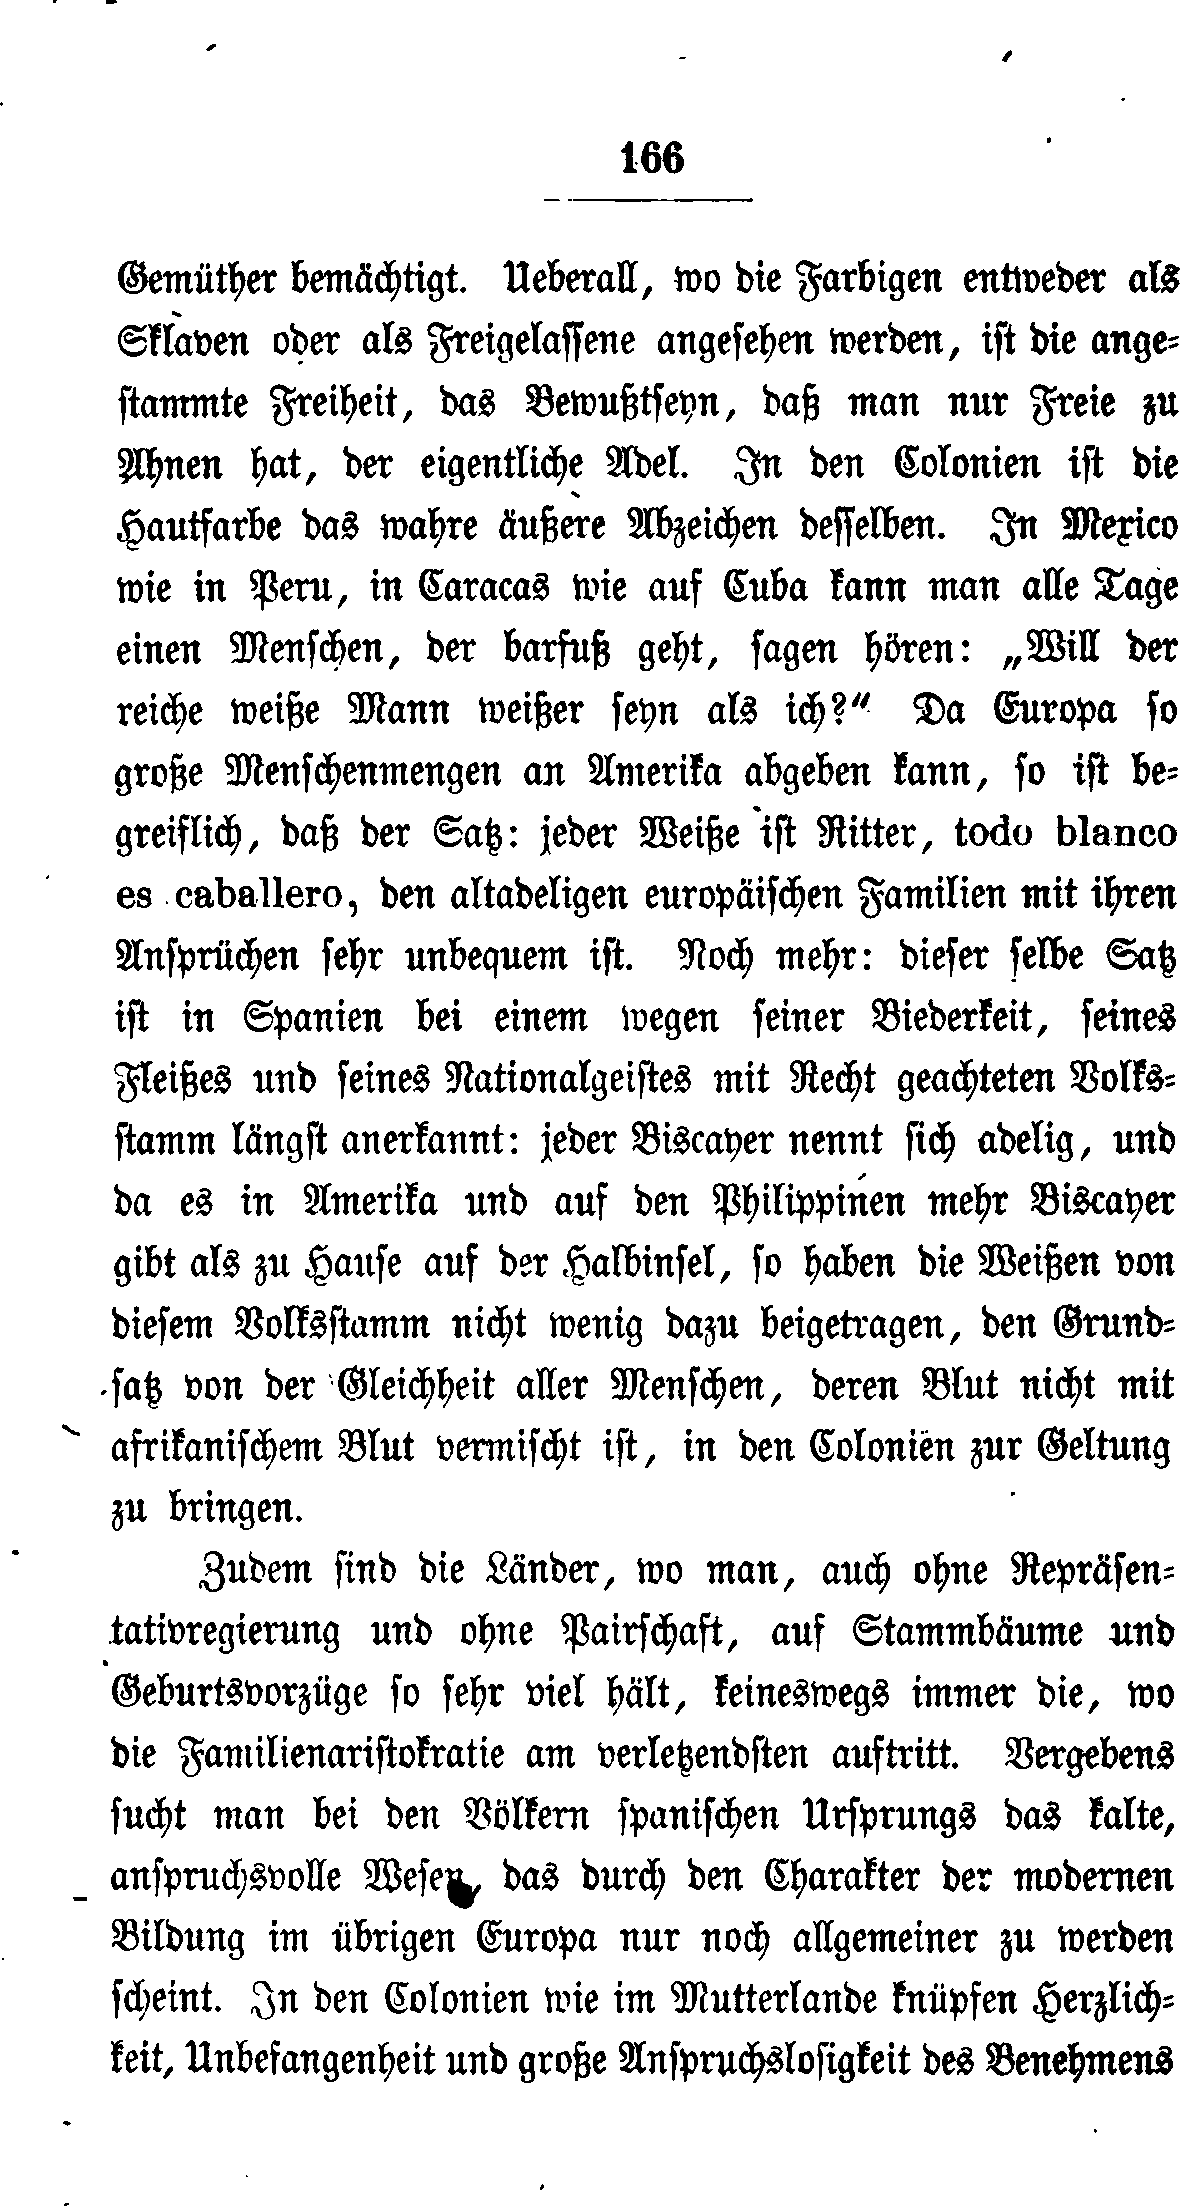 166
Gemüther bemächtigt. Ueberall, wo die Farbigen entweder als
Sklaven oder als Freigelassene angesehen werden, ist die ange-
stammte Freiheit, das Bewußtseyn, daß man nur Freie zu
Ahnen hat, der eigentliche Adel. In den Colonien ist die
Hautfarbe das wahre äußere Abzeichen desselben. In Mexico
wie in Peru, in Caracas wie auf Cuba kann man alle Tage
einen Menschen, der barfuß geht, sagen hören: „Will der
reiche weiße Mann weißer seyn als ich?“ Da Europa so
große Menschenmengen an Amerika abgeben kann, so ist be-
greiflich, daß der Satz: jeder Weiße ist Ritter, todo blanco
es caballero, den altadeligen europäischen Familien mit ihren
Ansprüchen sehr unbequem ist. Noch mehr: dieser selbe Satz
ist in Spanien bei einem wegen seiner Biederkeit, seines
Fleißes und seines Nationalgeistes mit Recht geachteten Volks-
stamm längst anerkannt: jeder Biscayer nennt sich adelig, und
da es in Amerika und auf den Philippinen mehr Biscayer
gibt als zu Hause auf der Halbinsel, so haben die Weißen von
diesem Volksstamm nicht wenig dazu beigetragen, den Grund-
satz von der Gleichheit aller Menschen, deren Blut nicht mit
afrikanischem Blut vermischt ist, in den Colonien zur Geltung
zu bringen.
Zudem sind die Länder, wo man, auch ohne Repräsen-
tativregierung und ohne Pairschaft, auf Stammbäume und
Geburtsvorzüge so sehr viel hält, keineswegs immer die, wo
die Familienaristokratie am verletzendsten auftritt. Vergebens
sucht man bei den Völkern spanischen Ursprungs das kalte,
anspruchsvolle Wesen, das durch den Charakter der modernen
Bildung im übrigen Europa nur noch allgemeiner zu werden
scheint. In den Colonien wie im Mutterlande knüpfen Herzlich-
keit, Unbefangenheit und große Anspruchslosigkeit des Benehmens